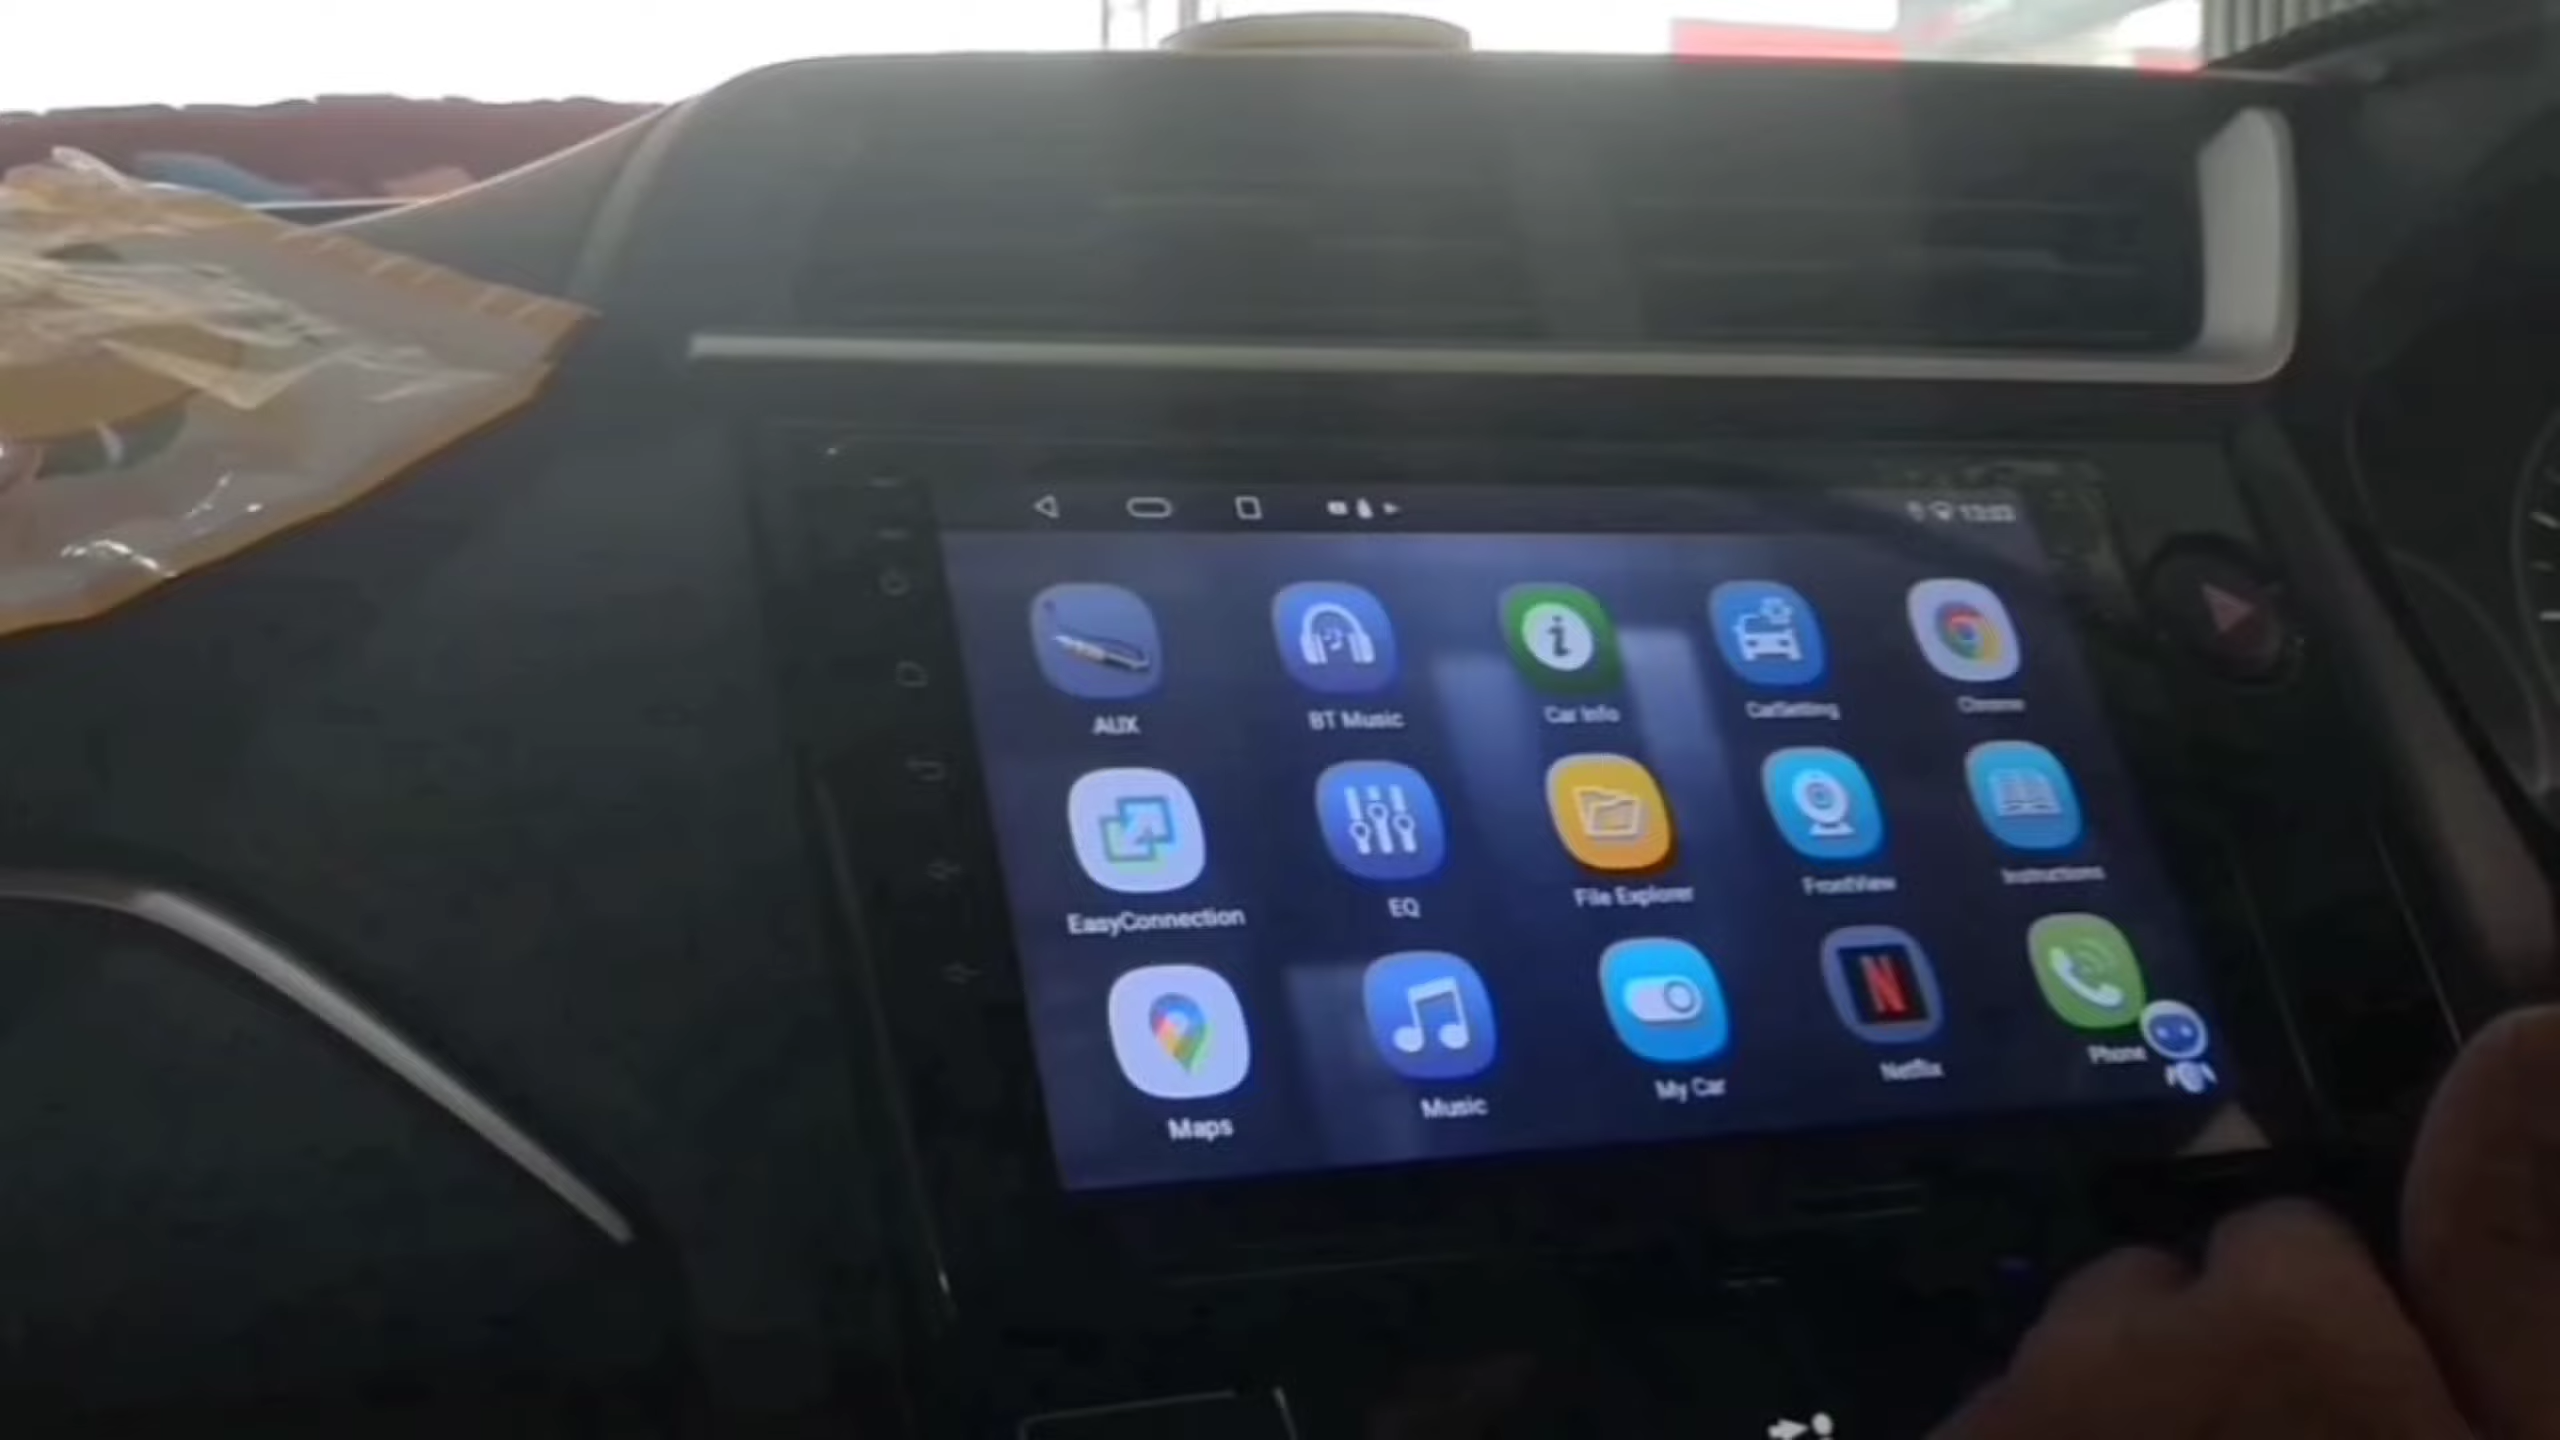 AUX
BT Music
Car Info
CarSetting
Chrome
EasyConnection
EQ
File Explorer
FrontView
Instructions
N
Maps
Music
My Car
Netflix
Phone